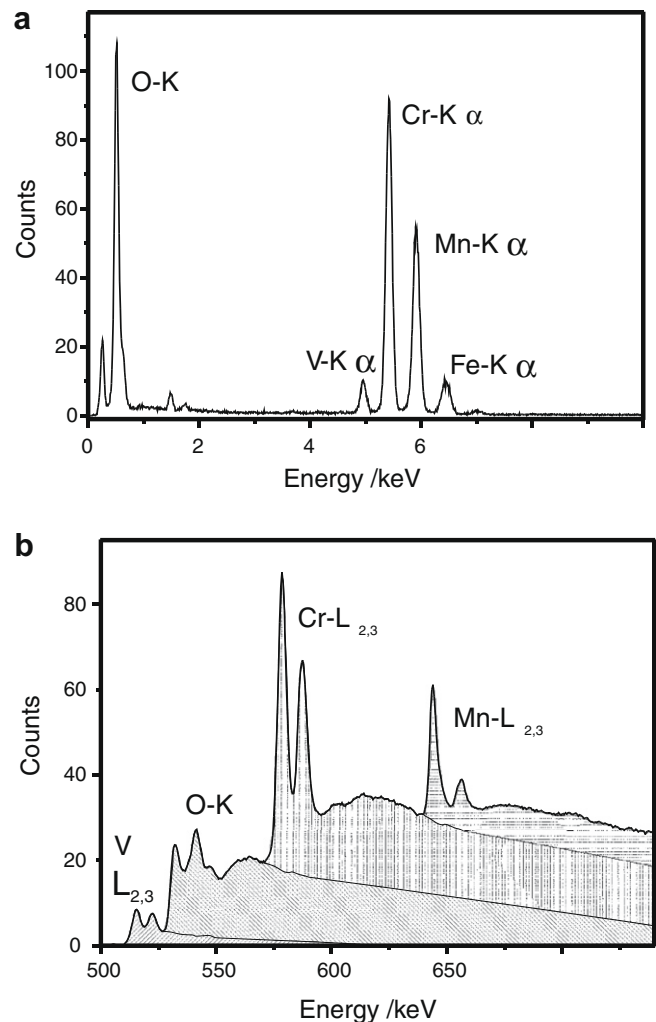 a
100
80
60
40
20
0
Counts
O-K
Cr-K α
Mn-K α
V-K α
Fe-K α
0 2 4 6
Energy /keV
b
80
60
40
20
0
Counts
Cr-L 2,3
Mn-L 2,3
O-K
V
L2,3
500 550 600 650
Energy /keV